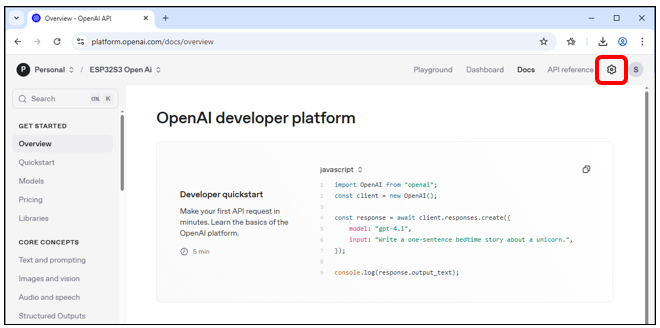 Overview - OpenAI API
platform.openai.com/docs/overview
P Personal / ESP32S3 Open Ai
Playground Dashboard Docs API reference S
Search Ctrl K
GET STARTED
Overview
Quickstart
Models
Pricing
Libraries
CORE CONCEPTS
Text and prompting
Images and vision
Audio and speech
Structured Outputs
OpenAI developer platform
Developer quickstart
Make your first API request in
minutes. Learn the basics of the
OpenAI platform.
5 min
javascript
1 import OpenAI from "openai";
2 const client = new OpenAI();
3
4 const response = await client.responses.create({
5 model: "gpt-4.1",
6 input: "Write a one-sentence bedtime story about a unicorn.",
7 });
8
9 console.log(response.output_text);